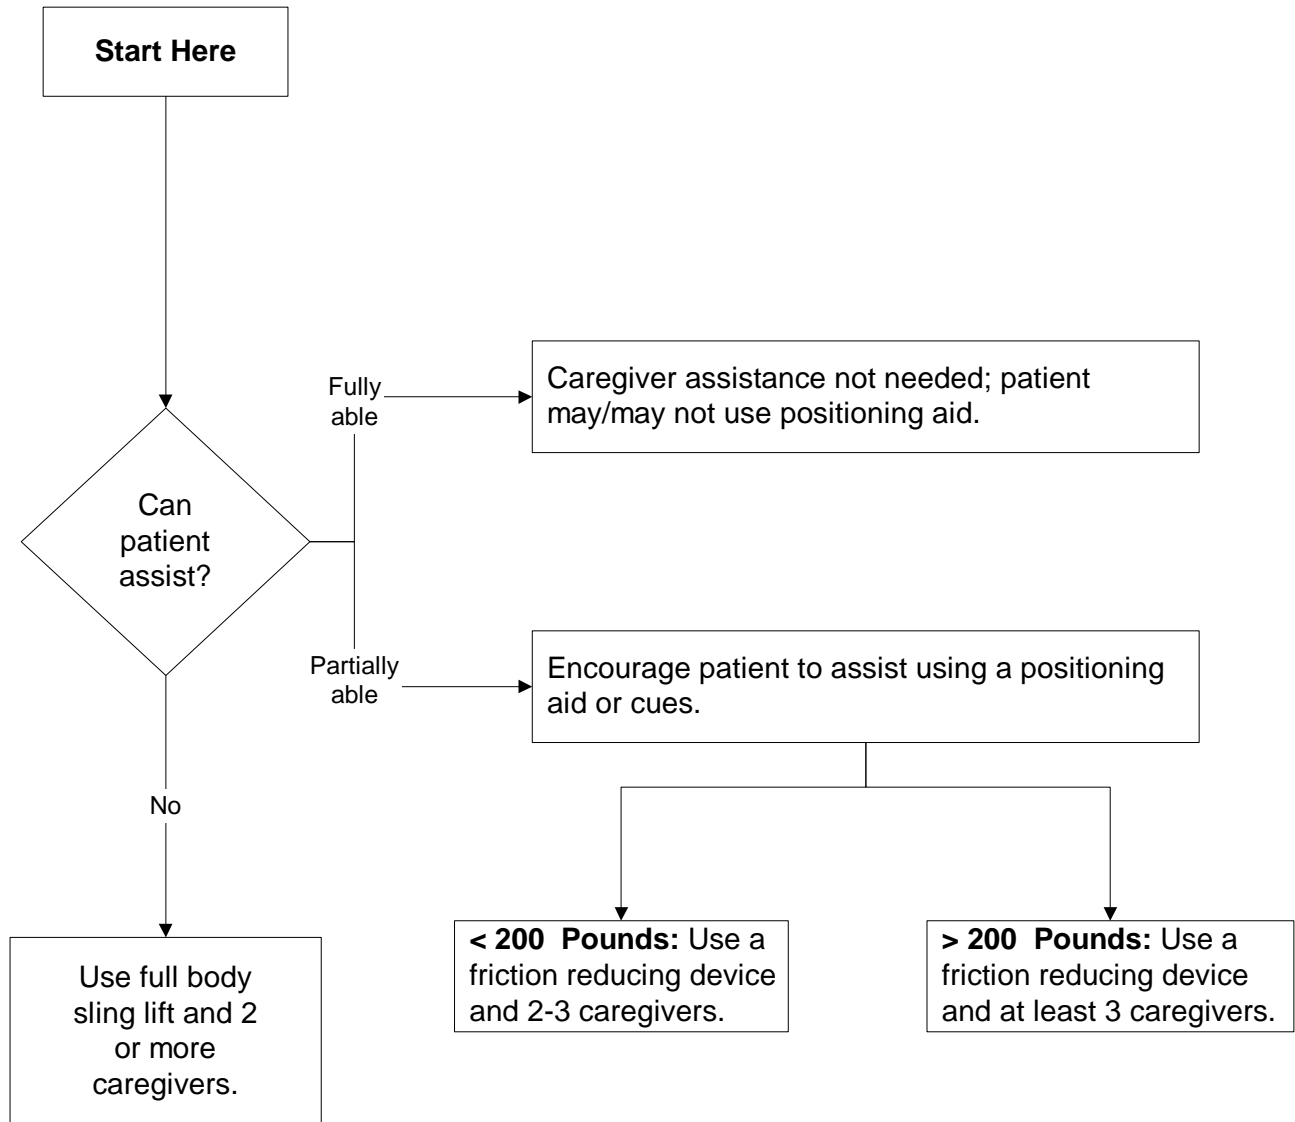 Start Here
Can
patient
assist?
Fully
able
Caregiver assistance not needed; patient
may/may not use positioning aid.
Partially
able
Encourage patient to assist using a positioning
aid or cues.
No
Use full body
sling lift and 2
or more
caregivers.
< 200  Pounds: Use a
friction reducing device
and 2-3 caregivers.
> 200  Pounds: Use a
friction reducing device
and at least 3 caregivers.